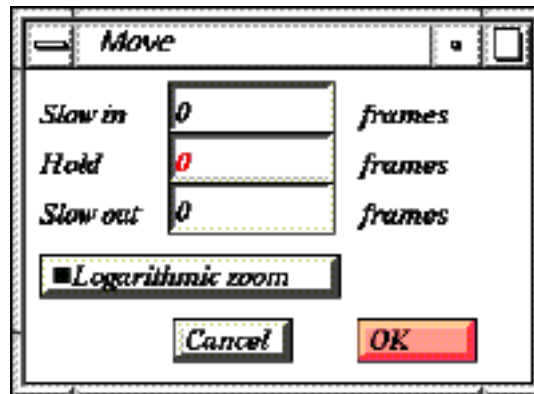 Move
Slow in 0 frames
Hold 0 frames
Slow out 0 frames
Logarithmic zoom
Cancel OK